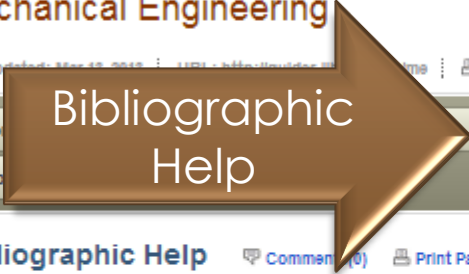 chanical Engineering
Bibliographic
Help
liographic Help Comment (0) Print Pa